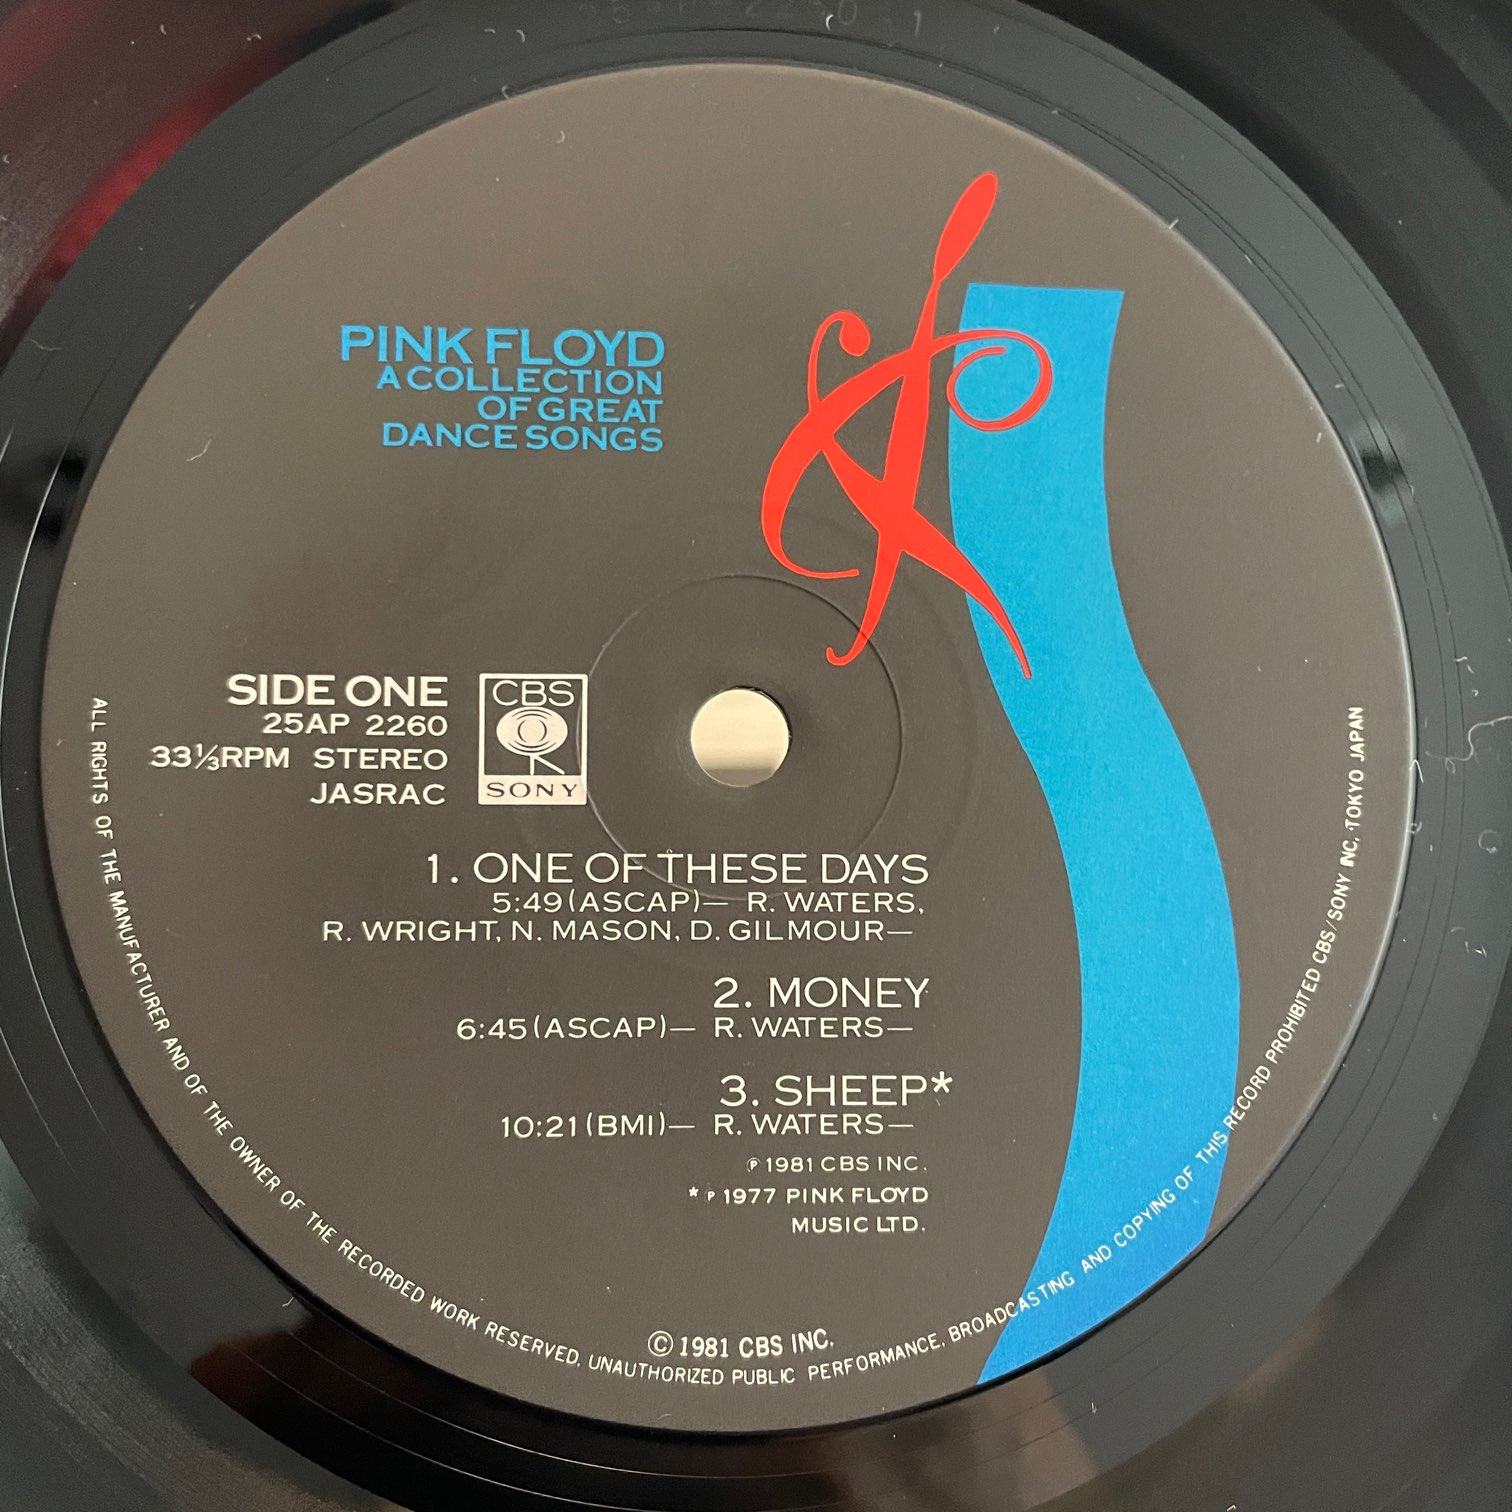 PINK FLOYD
A COLLECTION
OF GREAT
DANCE SONGS
SIDE ONE
25AP 2260
33⅓RPM STEREO
JASRAC
CBS
SONY
1. ONE OF THESE DAYS
5:49 (ASCAP)— R. WATERS,
R. WRIGHT, N. MASON, D. GILMOUR—
2. MONEY
6:45 (ASCAP)— R. WATERS—
3. SHEEP*
10:21 (BMI)— R. WATERS—
℗ 1981 CBS INC.
* ℗ 1977 PINK FLOYD
MUSIC LTD.
© 1981 CBS INC.
ALL RIGHTS OF THE MANUFACTURER AND OF THE OWNER OF THE RECORDED WORK RESERVED. UNAUTHORIZED PUBLIC PERFORMANCE, BROADCASTING AND COPYING OF THIS RECORD PROHIBITED CBS/SONY INC. TOKYO JAPAN